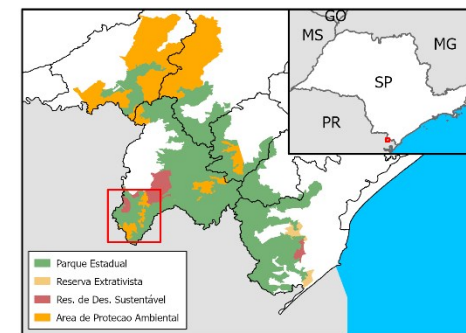 GO
MS
MG
SP
PR
Parque Estadual
Reserva Extrativista
Res. de Des. Sustentável
Area de Protecao Ambiental